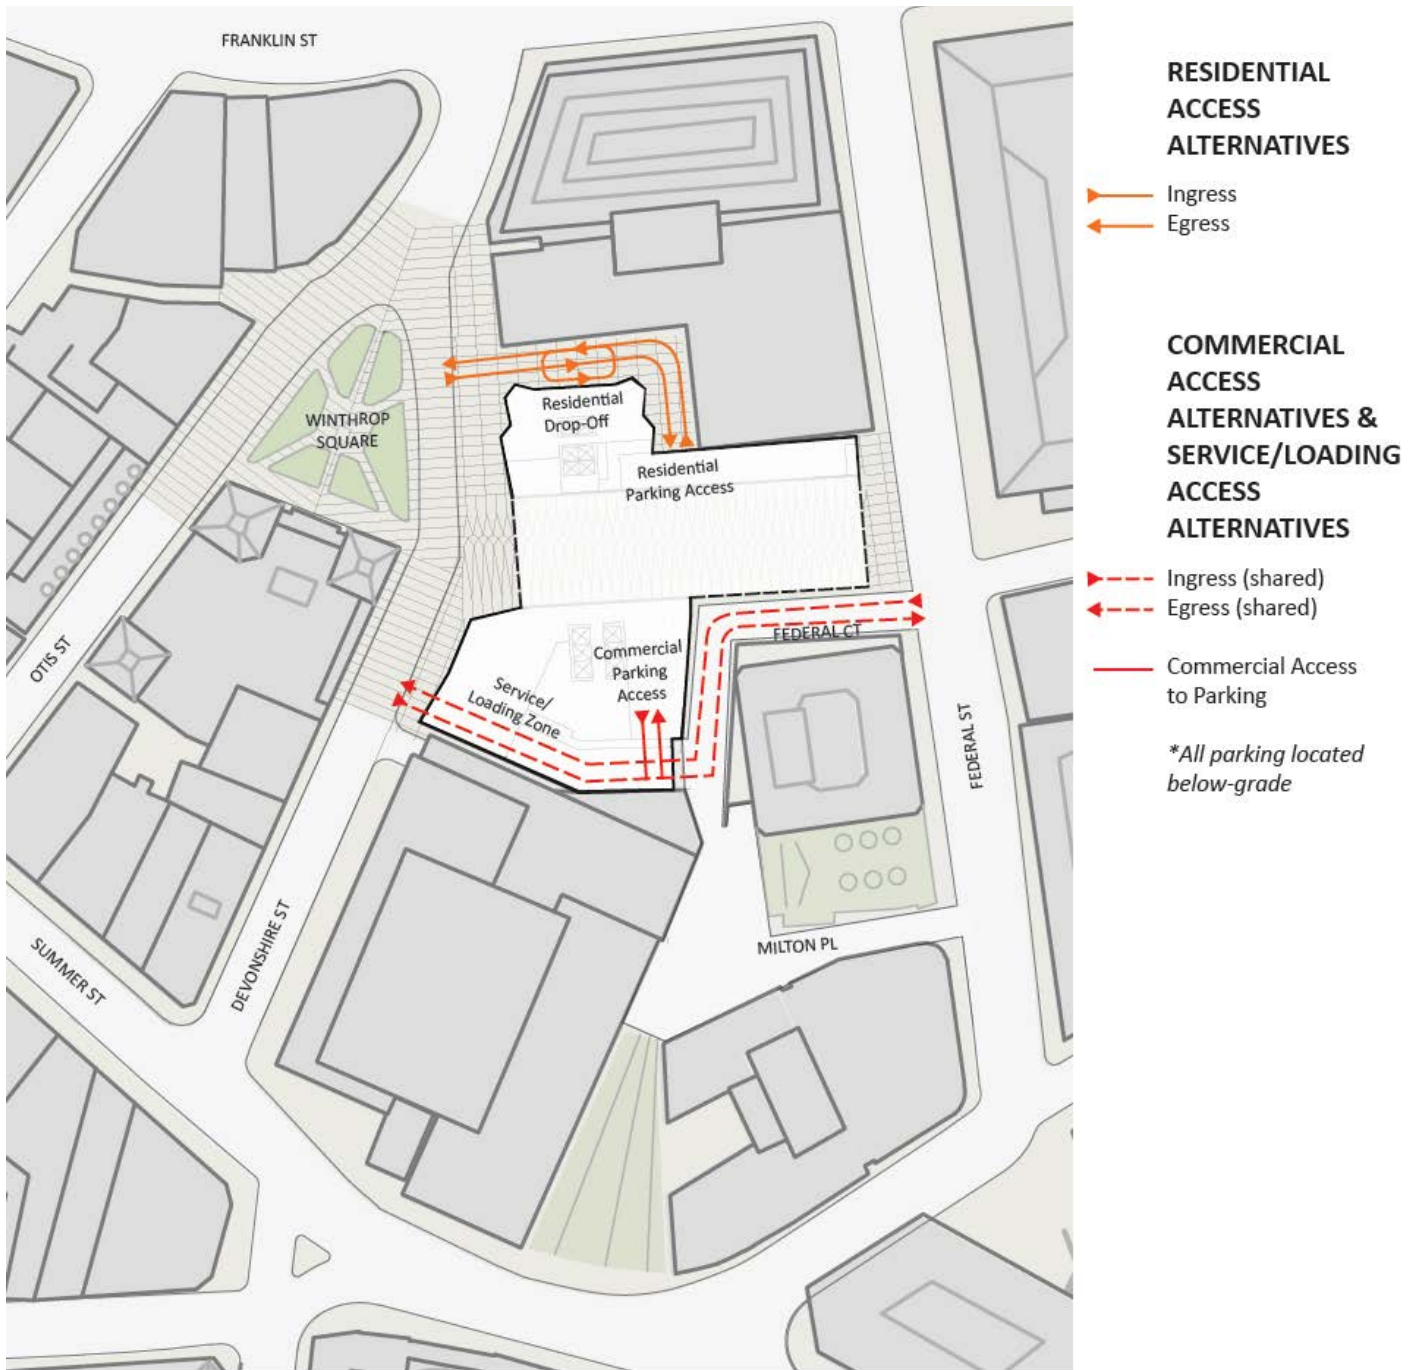 FRANKLIN ST
WINTHROP
SQUARE
Residential
Drop-Off
Residential
Parking Access
OTIS ST
FEDERAL CT
Commercial
Parking
Access
Service/
Loading Zone
FEDERAL ST
DEVONSHIRE ST
SUMMER ST
MILTON PL
RESIDENTIAL
ACCESS
ALTERNATIVES
Ingress
Egress
COMMERCIAL
ACCESS
ALTERNATIVES &
SERVICE/LOADING
ACCESS
ALTERNATIVES
Ingress (shared)
Egress (shared)
Commercial Access
to Parking
*All parking located
below-grade